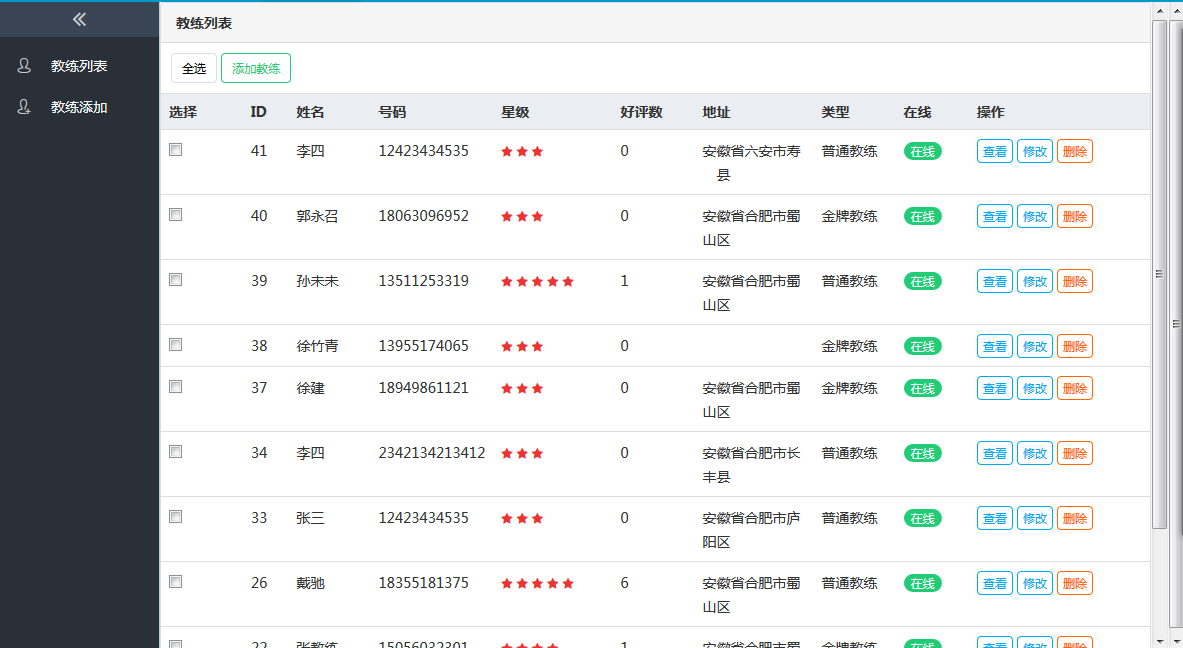 教练列表
教练添加
教练列表
全选 添加教练
选择 ID 姓名 号码 星级 好评数 地址 类型 在线 操作
41 李四 12423434535 ★★★ 0 安徽省六安市寿 普通教练 在线 查看 修改 删除
县
40 郭永召 18063096952 ★★★ 0 安徽省合肥市蜀 金牌教练 在线 查看 修改 删除
山区
39 孙未未 13511253319 ★★★★★ 1 安徽省合肥市蜀 普通教练 在线 查看 修改 删除
山区
38 徐竹青 13955174065 ★★★ 0 金牌教练 在线 查看 修改 删除
37 徐建 18949861121 ★★★ 0 安徽省合肥市蜀 金牌教练 在线 查看 修改 删除
山区
34 李四 2342134213412 ★★★ 0 安徽省合肥市长 普通教练 在线 查看 修改 删除
丰县
33 张三 12423434535 ★★★ 0 安徽省合肥市庐 普通教练 在线 查看 修改 删除
阳区
26 戴驰 18355181375 ★★★★★ 6 安徽省合肥市蜀 普通教练 在线 查看 修改 删除
山区
22 张教练 15056032301 ★★★★ 1 安徽省合肥市蜀 金牌教练 在线 查看 修改 删除